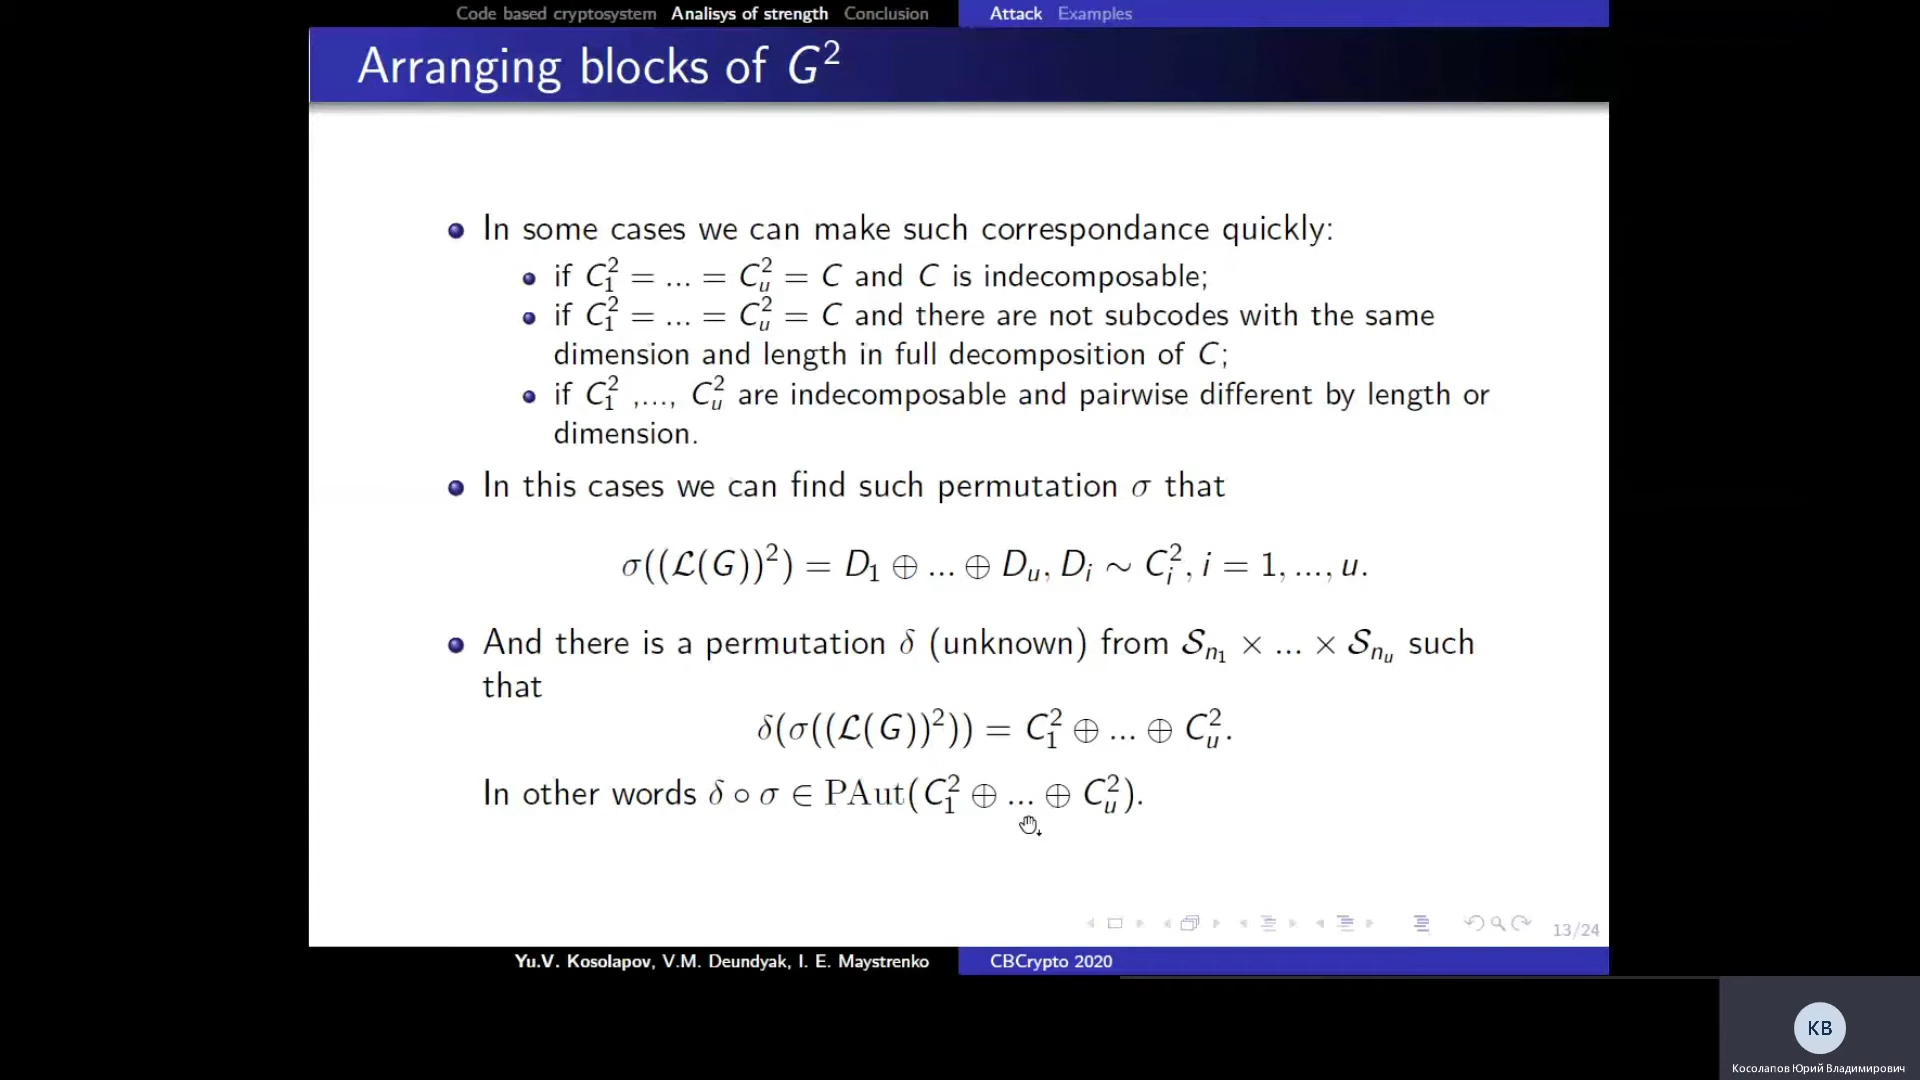 Code based cryptosystem Analisys of strength Conclusion Attack Examples
Arranging blocks of G²
In some cases we can make such correspondance quickly:
if C₁² = ... = Cᵤ² = C and C is indecomposable;
if C₁² = ... = Cᵤ² = C and there are not subcodes with the same
dimension and length in full decomposition of C;
if C₁² ,..., Cᵤ² are indecomposable and pairwise different by length or
dimension.
In this cases we can find such permutation σ that
σ((ℒ(G))²) = D₁ ⊕ ... ⊕ Dᵤ, Dᵢ ∼ Cᵢ², i = 1, ..., u.
And there is a permutation δ (unknown) from 𝒮ₙ₁ × ... × 𝒮ₙᵤ such
that
δ(σ((ℒ(G))²)) = C₁² ⊕ ... ⊕ Cᵤ².
In other words δ ∘ σ ∈ PAut(C₁² ⊕ ... ⊕ Cᵤ²).
13/24
Yu.V. Kosolapov, V.M. Deundyak, I. E. Maystrenko CBCrypto 2020
КВ
Косолапов Юрий Владимирович